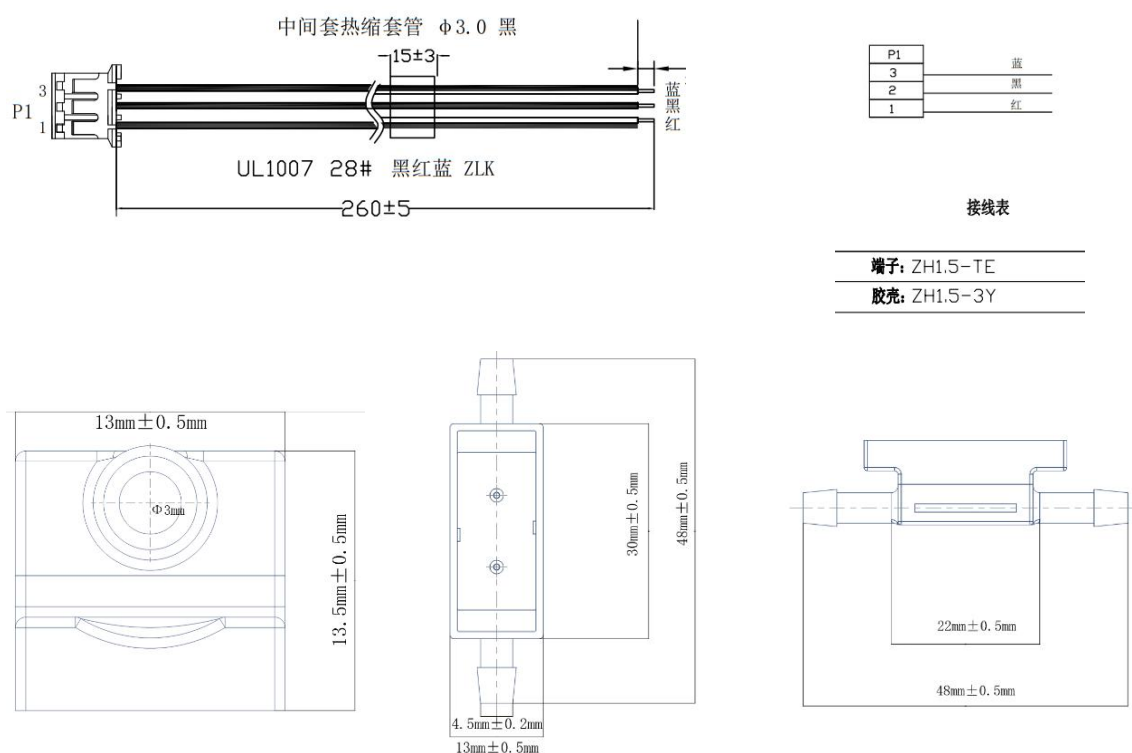 中间套热缩套管 φ3.0 黑
15±3
3
P1
1
蓝
黑
红
UL1007 28# 黑红蓝 ZLK
260±5
P1
3 蓝
2 黑
1 红
接线表
端子: ZH1.5-TE
胶壳: ZH1.5-3Y
13mm±0.5mm
Φ3mm
13.5mm±0.5mm
30mm±0.5mm
48mm±0.5mm
4.5mm±0.2mm
13mm±0.5mm
22mm±0.5mm
48mm±0.5mm